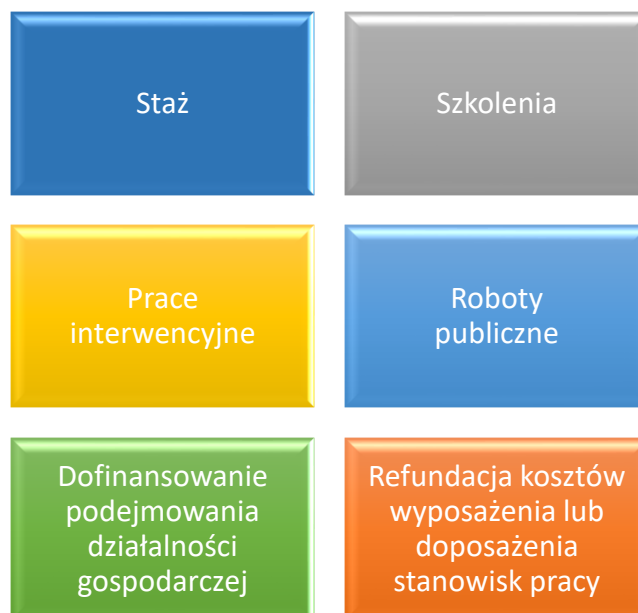 Staż
Szkolenia
Prace
interwencyjne
Roboty
publiczne
Dofinansowanie
podejmowania
działalności
gospodarczej
Refundacja kosztów
wyposażenia lub
doposażenia
stanowisk pracy